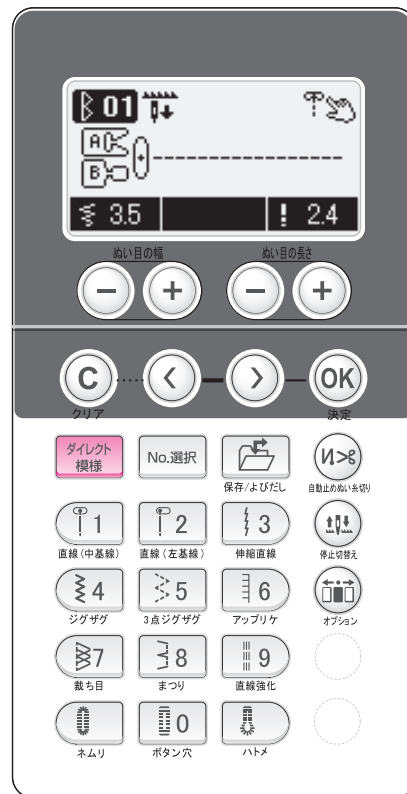 01
A
B
3.5 2.4
ぬい目の幅 ぬい目の長さ
− + − +
C < > OK
クリア 決定
ダイレクト
模様
No.選択
保存/よびだし
自動止めぬい糸切り
1 2 3
直線(中基線) 直線(左基線) 伸縮直線
停止切替え
4 5 6
ジグザグ 3点ジグザグ アップリケ
オプション
7 8 9
裁ち目 まつり 直線強化
0
ネムリ ボタン穴 ハトメ